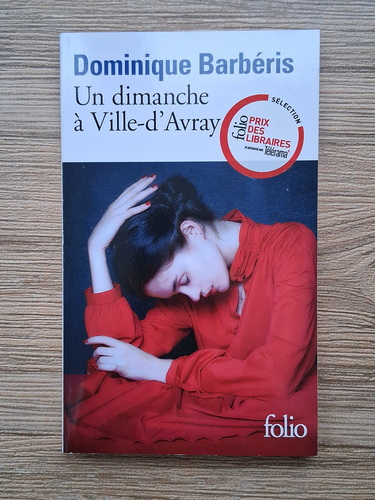 Dominique Barbéris
Un dimanche
à Ville-d'Avray
SÉLECTION
folio
PRIX
DES
LIBRAIRES
Télérama'
folio